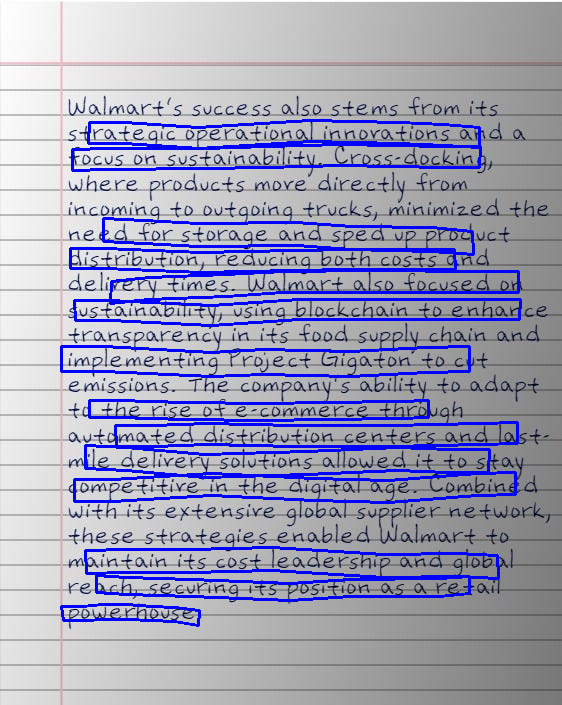 Walmart's success also stems from its
strategic operational innovations and a
focus on sustainability. Cross-docking,
where products move directly from
incoming to outgoing trucks, minimized the
need for storage and sped up product
distribution, reducing both costs and
delivery times. Walmart also focused on
sustainability, using blockchain to enhance
transparency in its food supply chain and
implementing Project Gigaton to cut
emissions. The company's ability to adapt
to the rise of e-commerce through
automated distribution centers and last-
mile delivery solutions allowed it to stay
competitive in the digital age. Combined
with its extensive global supplier network,
these strategies enabled Walmart to
maintain its cost leadership and global
reach, securing its position as a retail
powerhouse